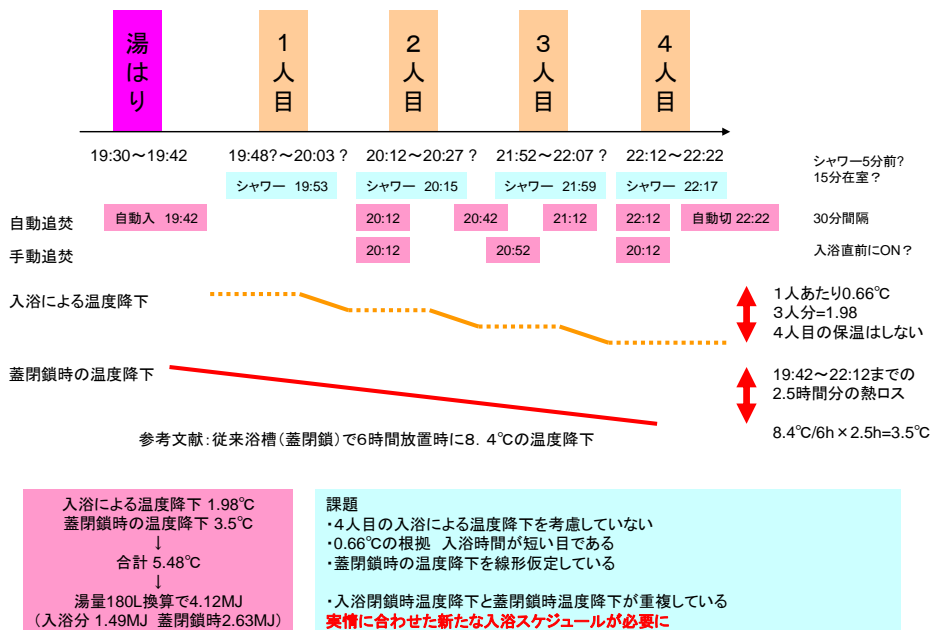 湯はり
1人目
2人目
3人目
4人目
19:30～19:42
19:48?～20:03 ?
20:12～20:27 ?
21:52～22:07 ?
22:12～22:22
シャワー5分前?
15分在室?
シャワー 19:53
シャワー 20:15
シャワー 21:59
シャワー 22:17
自動追焚
自動入 19:42
20:12
20:42
21:12
22:12
自動切 22:22
30分間隔
手動追焚
20:12
20:52
20:12
入浴直前にON?
入浴による温度降下
1人あたり0.66℃
3人分=1.98
4人目の保温はしない
蓋閉鎖時の温度降下
19:42～22:12までの
2.5時間分の熱ロス
8.4℃/6h×2.5h=3.5℃
参考文献:従来浴槽(蓋閉鎖)で6時間放置時に8.4℃の温度降下
入浴による温度降下 1.98℃
蓋閉鎖時の温度降下 3.5℃
↓
合計 5.48℃
↓
湯量180L換算で4.12MJ
(入浴分 1.49MJ 蓋閉鎖時2.63MJ)
課題
・4人目の入浴による温度降下を考慮していない
・0.66℃の根拠 入浴時間が短い目である
・蓋閉鎖時の温度降下を線形仮定している
・入浴閉鎖時温度降下と蓋閉鎖時温度降下が重複している
実情に合わせた新たな入浴スケジュールが必要に